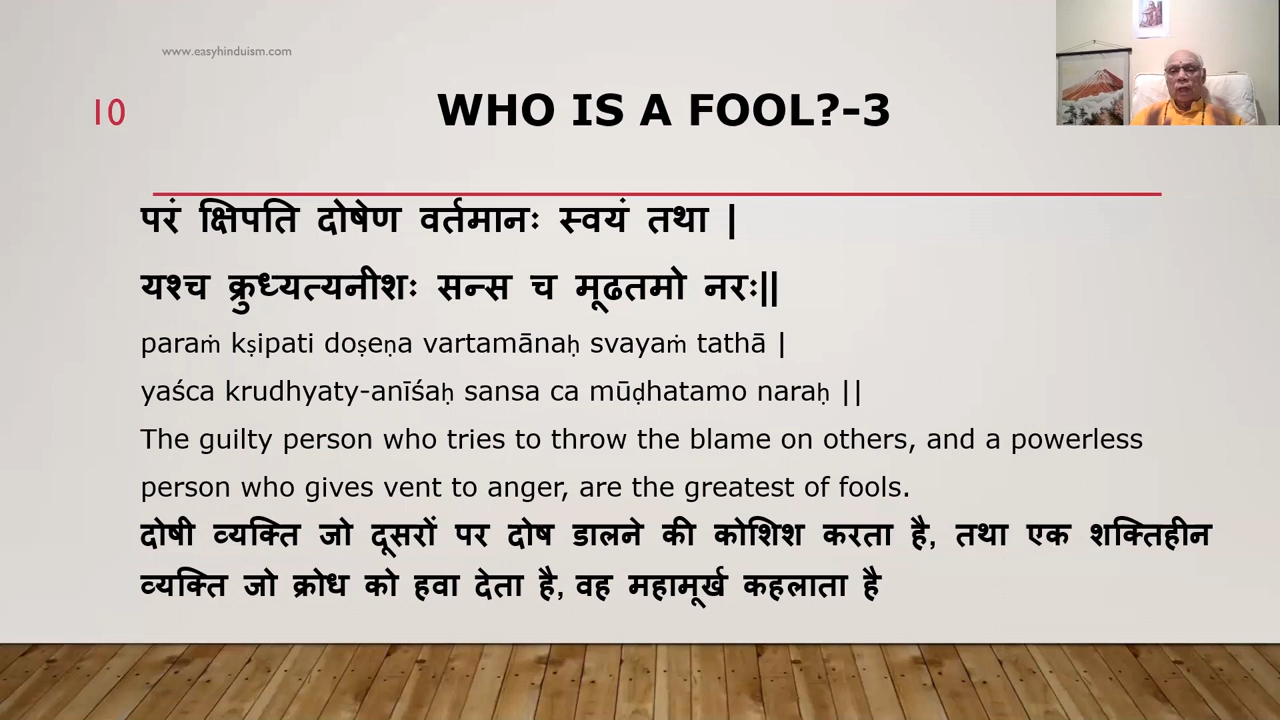 www.easyhinduism.com
10
WHO IS A FOOL?-3
परं क्षिपति दोषेण वर्तमानः स्वयं तथा |
यश्च क्रुध्यत्यनीशः सन्स च मूढतमो नरः||
paraṁ kṣipati doṣeṇa vartamānaḥ svayaṁ tathā |
yaśca krudhyaty-anīśaḥ sansa ca mūḍhatamo naraḥ ||
The guilty person who tries to throw the blame on others, and a powerless
person who gives vent to anger, are the greatest of fools.
दोषी व्यक्ति जो दूसरों पर दोष डालने की कोशिश करता है, तथा एक शक्तिहीन
व्यक्ति जो क्रोध को हवा देता है, वह महामूर्ख कहलाता है